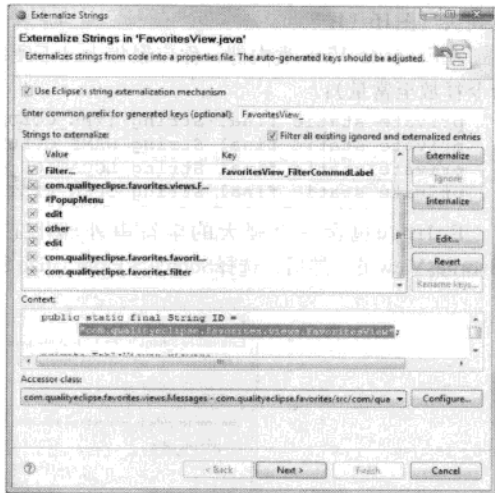 Externalize Strings
Externalize Strings in 'FavoritesView.java'
Externalizes strings from code into a properties file. The auto-generated keys should be adjusted.
Use Eclipse's string externalization mechanism
Enter common prefix for generated keys (optional): FavoritesView_
Strings to externalize:
Filter all existing ignored and externalized entries
Value Key
Filter... FavoritesView_FilterCommndLabel
com.qualityeclipse.favorites.views.F...
#PopupMenu
edit
other
edit
com.qualityeclipse.favorites.favorit...
com.qualityeclipse.favorites.filter
Externalize
Ignore
Internalize
Edit...
Revert
Rename keys...
Context:
public static final String ID =
"com.qualityeclipse.favorites.views.FavoritesView";
private TableViewer viewer;
Accessor class:
com.qualityeclipse.favorites.views.Messages - com.qualityeclipse.favorites/src/com/qua
Configure...
< Back Next > Finish Cancel